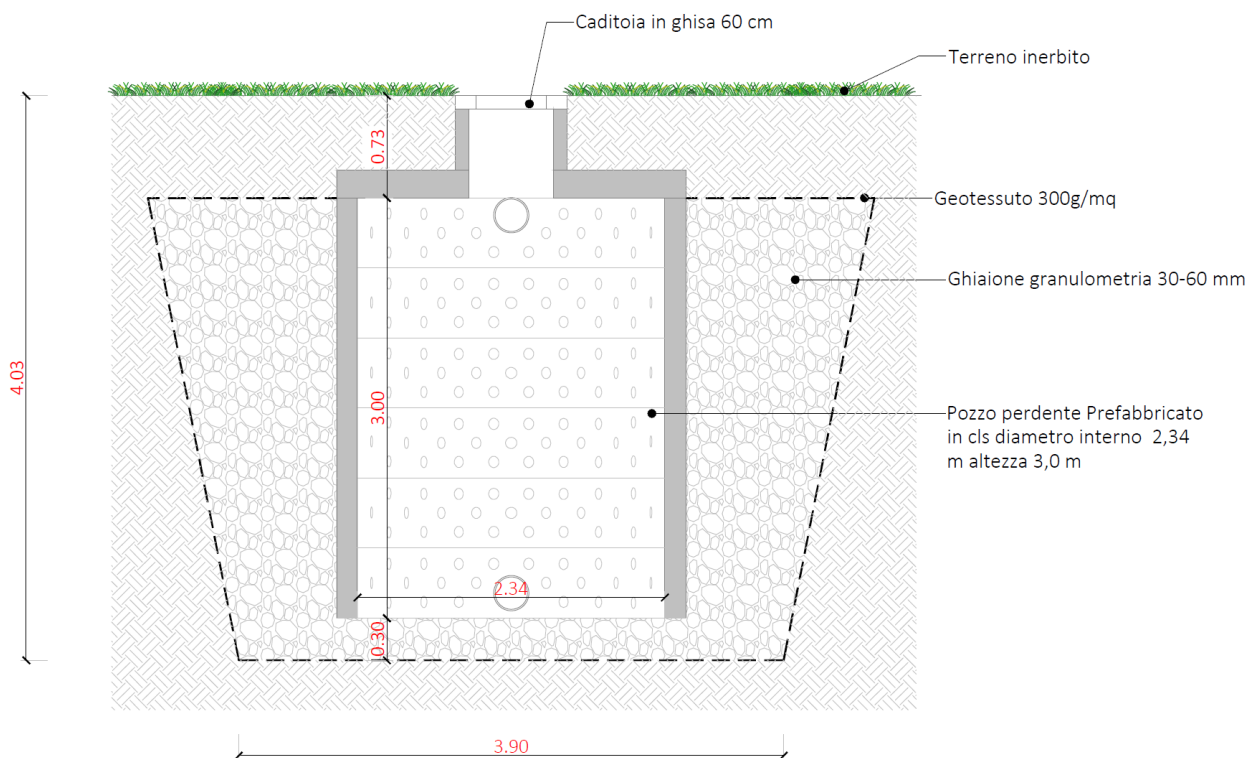 Caditoia in ghisa 60 cm
Terreno inerbito
0.73
Geotessuto 300g/mq
Ghiaione granulometria 30-60 mm
4.03
3.00
Pozzo perdente Prefabbricato
in cls diametro interno 2,34
m altezza 3,0 m
2.34
0.30
3.90